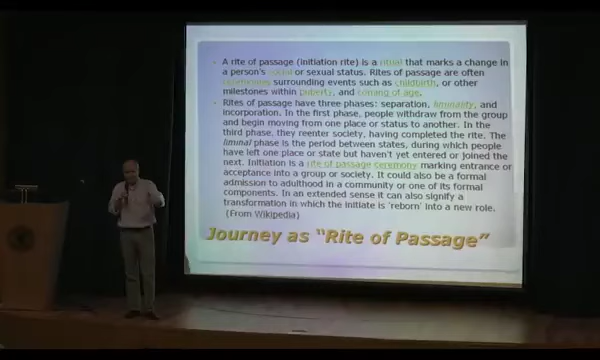 A rite of passage (initiation rite) is a ritual that marks a change in
a person's social or sexual status. Rites of passage are often
ceremonies surrounding events such as childbirth, or other
milestones within puberty, and coming of age.
Rites of passage have three phases: separation, liminality, and
incorporation. In the first phase, people withdraw from the group
and begin moving from one place or status to another. In the
third phase, they reenter society, having completed the rite. The
liminal phase is the period between states, during which people
have left one place or state but haven't yet entered or joined the
next. Initiation is a rite of passage ceremony marking entrance or
acceptance into a group or society. It could also be a formal
admission to adulthood in a community or one of its formal
components. In an extended sense it can also signify a
transformation in which the initiate is 'reborn' into a new role.
(From Wikipedia)
Journey as "Rite of Passage"